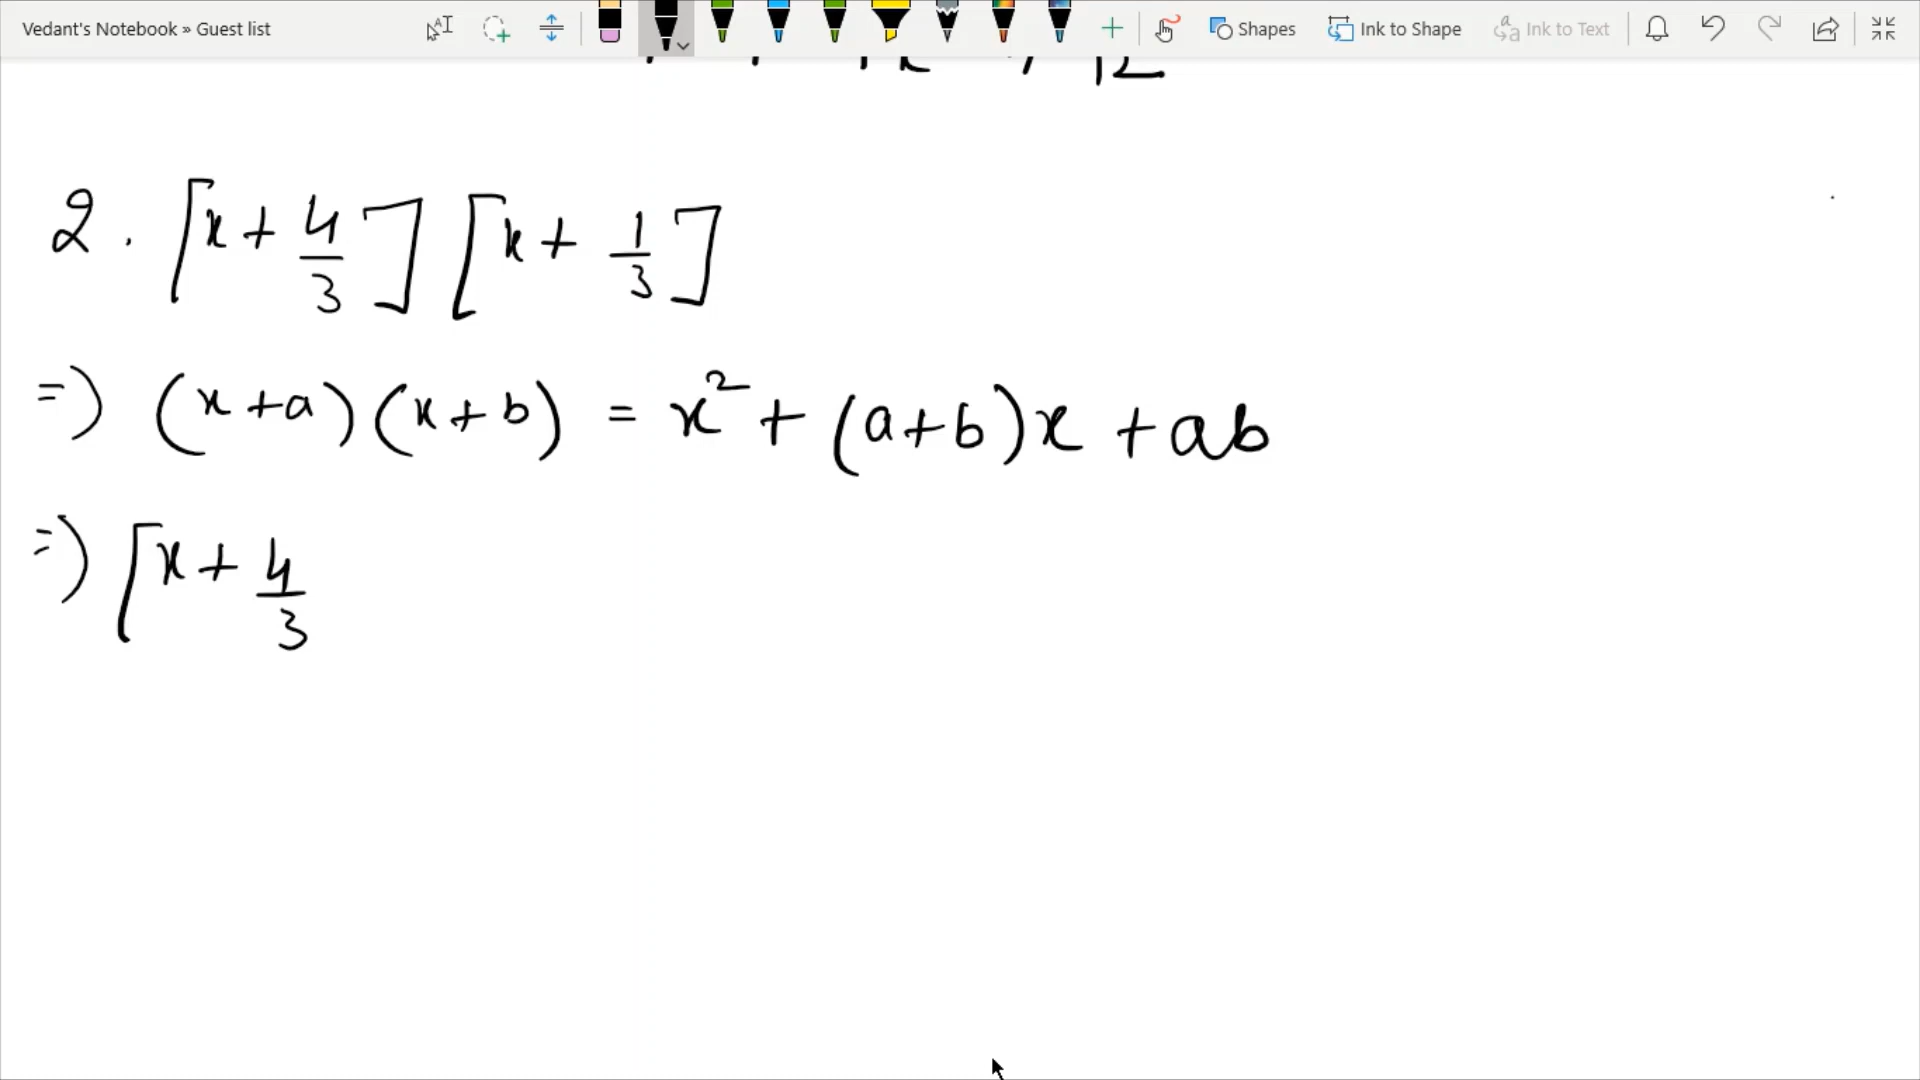 Vedant's Notebook » Guest list Shapes Ink to Shape Ink to Text
2. [x + 4/3] [x + 1/3]
=) (x + a) (x + b) = x² + (a + b)x + ab
=) [x + 4/3